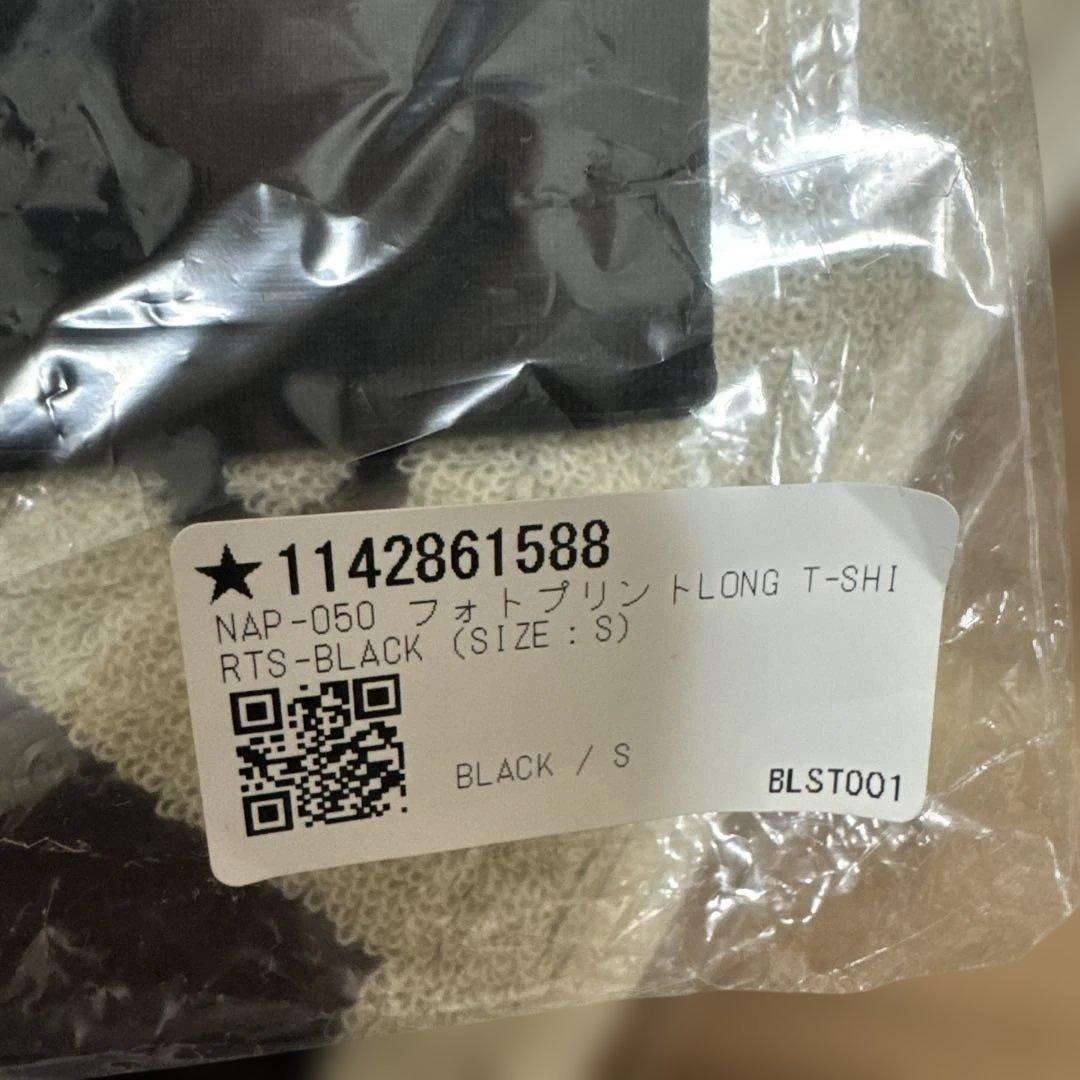 ★1142861588
NAP-050 フォトプリントLONG T-SHI
RTS-BLACK (SIZE:S)
BLACK / S
BLST001